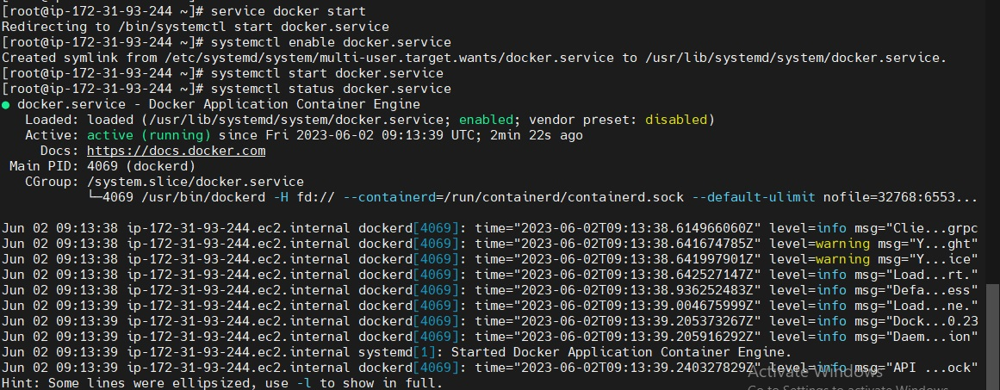 [root@ip-172-31-93-244 ~]# service docker start
Redirecting to /bin/systemctl start docker.service
[root@ip-172-31-93-244 ~]# systemctl enable docker.service
Created symlink from /etc/systemd/system/multi-user.target.wants/docker.service to /usr/lib/systemd/system/docker.service.
[root@ip-172-31-93-244 ~]# systemctl start docker.service
[root@ip-172-31-93-244 ~]# systemctl status docker.service
● docker.service - Docker Application Container Engine
   Loaded: loaded (/usr/lib/systemd/system/docker.service; enabled; vendor preset: disabled)
   Active: active (running) since Fri 2023-06-02 09:13:39 UTC; 2min 22s ago
     Docs: https://docs.docker.com
 Main PID: 4069 (dockerd)
   CGroup: /system.slice/docker.service
           └─4069 /usr/bin/dockerd -H fd:// --containerd=/run/containerd/containerd.sock --default-ulimit nofile=32768:6553...

Jun 02 09:13:38 ip-172-31-93-244.ec2.internal dockerd[4069]: time="2023-06-02T09:13:38.614966060Z" level=info msg="Clie...grpc
Jun 02 09:13:38 ip-172-31-93-244.ec2.internal dockerd[4069]: time="2023-06-02T09:13:38.641674785Z" level=warning msg="Y...ght"
Jun 02 09:13:38 ip-172-31-93-244.ec2.internal dockerd[4069]: time="2023-06-02T09:13:38.641997901Z" level=warning msg="Y...ice"
Jun 02 09:13:38 ip-172-31-93-244.ec2.internal dockerd[4069]: time="2023-06-02T09:13:38.642527147Z" level=info msg="Load...rt."
Jun 02 09:13:38 ip-172-31-93-244.ec2.internal dockerd[4069]: time="2023-06-02T09:13:38.936252483Z" level=info msg="Defa...ess"
Jun 02 09:13:39 ip-172-31-93-244.ec2.internal dockerd[4069]: time="2023-06-02T09:13:39.004675999Z" level=info msg="Load...ne."
Jun 02 09:13:39 ip-172-31-93-244.ec2.internal dockerd[4069]: time="2023-06-02T09:13:39.205373267Z" level=info msg="Dock...0.23
Jun 02 09:13:39 ip-172-31-93-244.ec2.internal dockerd[4069]: time="2023-06-02T09:13:39.205916292Z" level=info msg="Daem...ion"
Jun 02 09:13:39 ip-172-31-93-244.ec2.internal systemd[1]: Started Docker Application Container Engine.
Jun 02 09:13:39 ip-172-31-93-244.ec2.internal dockerd[4069]: time="2023-06-02T09:13:39.240327829Z" level=info msg="API ...ock"
Hint: Some lines were ellipsized, use -l to show in full.
Activate Windows
Go to Settings to activate Windows.